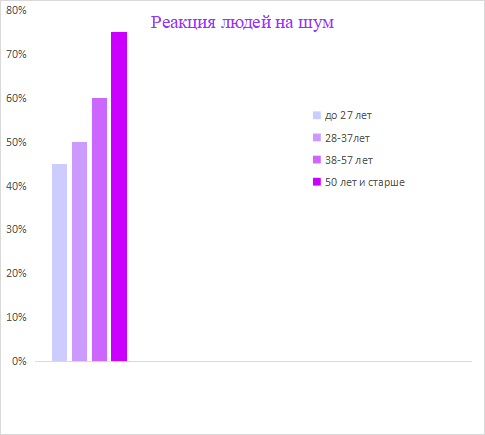 Реакция людей на шум
80%
70%
60%
50%
40%
30%
20%
10%
0%
до 27 лет
28-37лет
38-57 лет
50 лет и старше